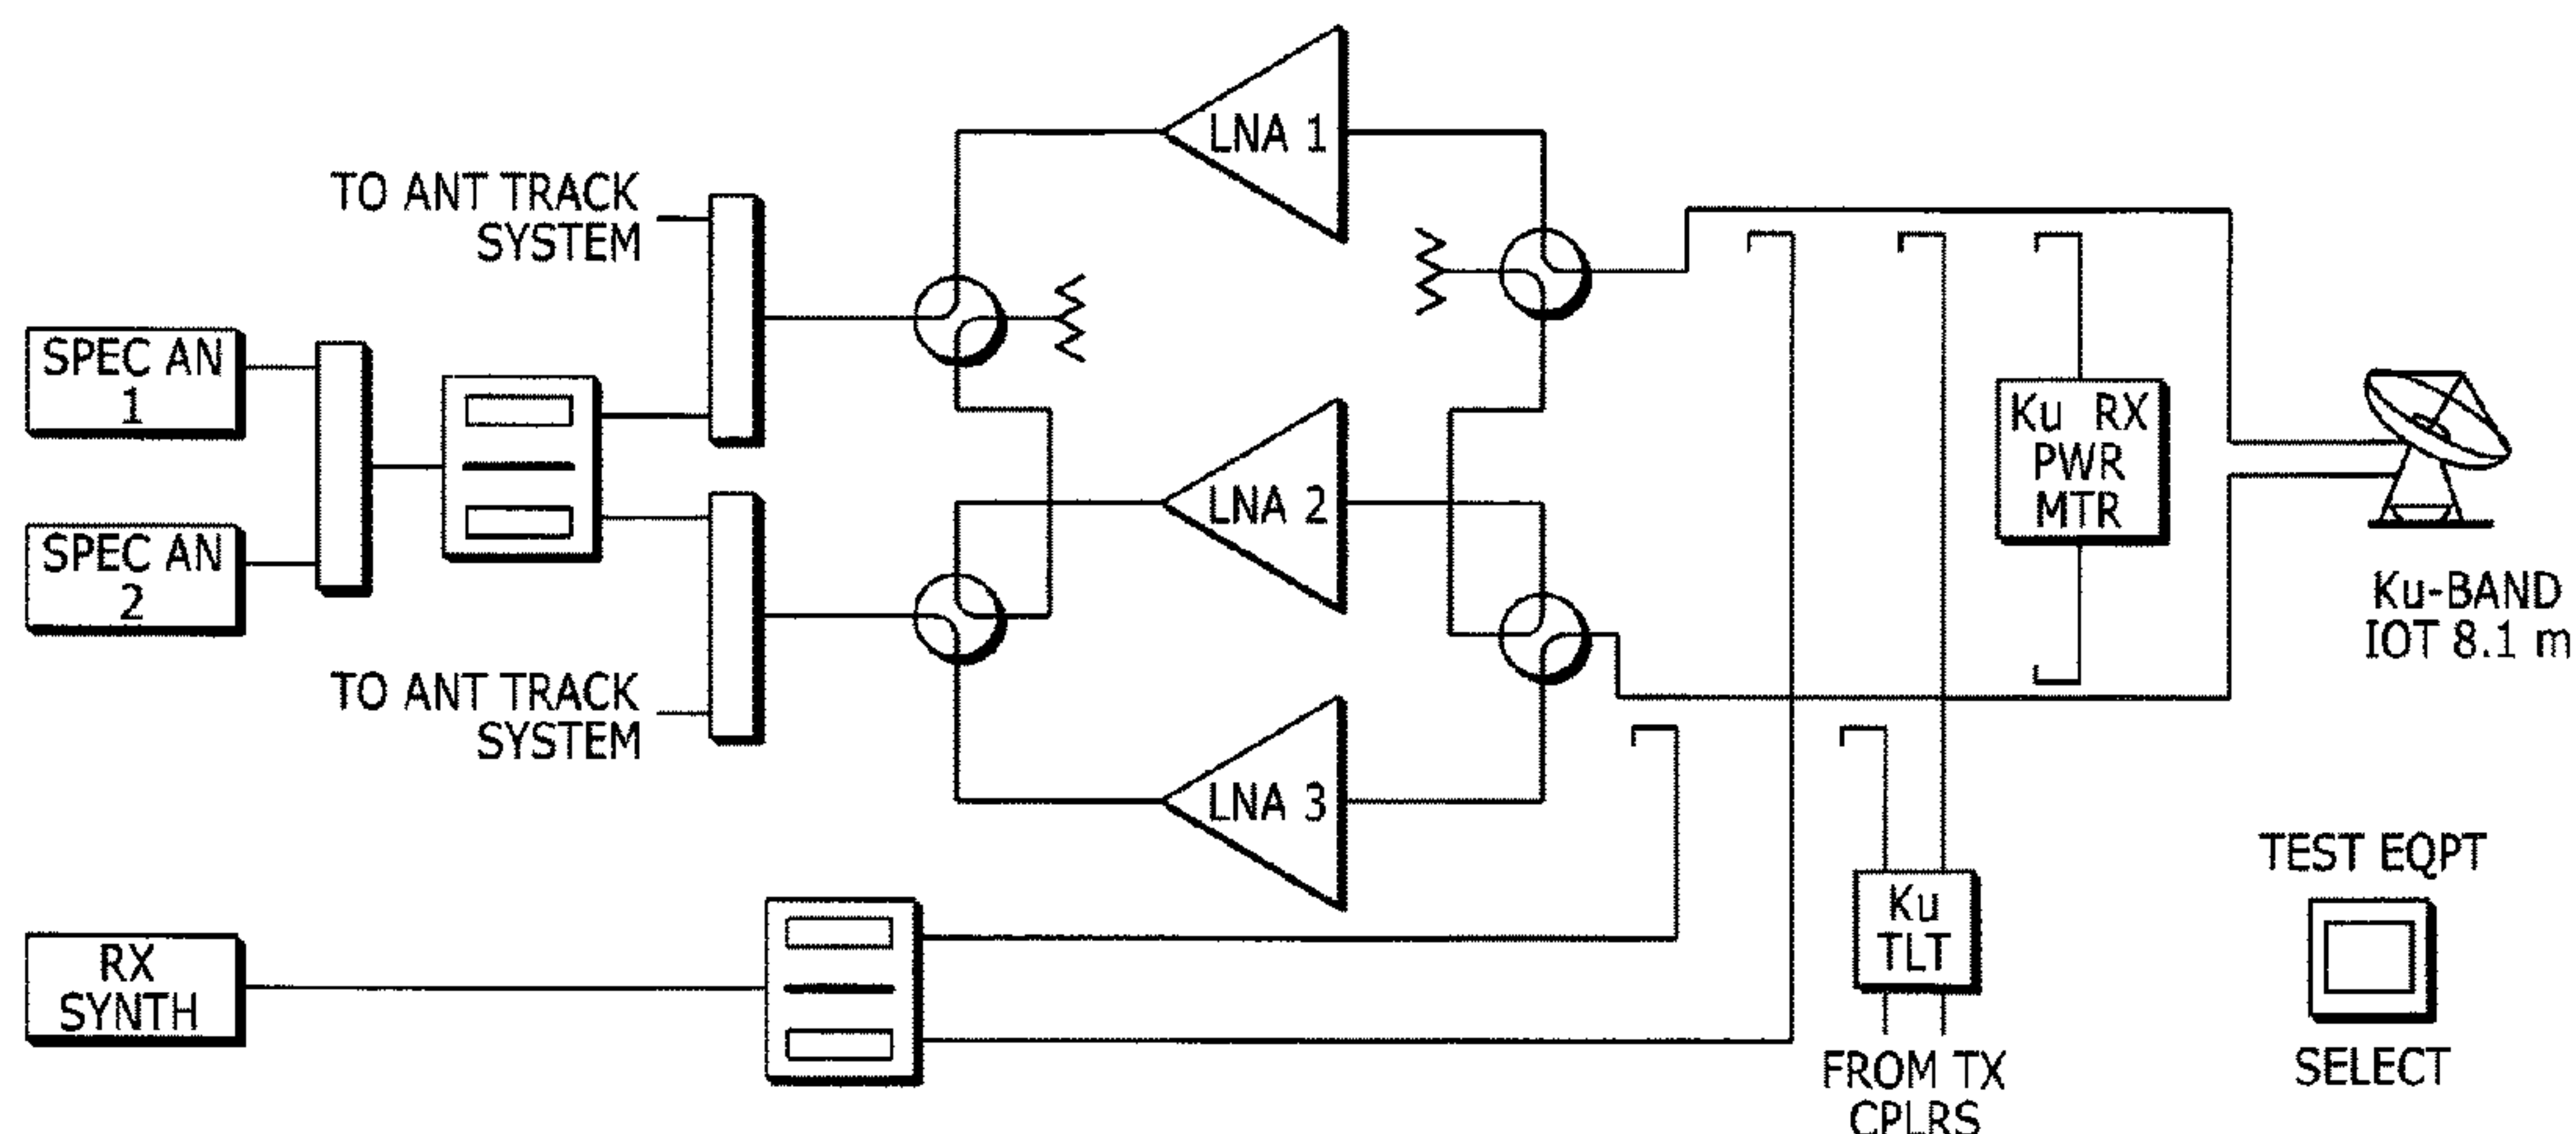 LNA 1
TO ANT TRACK
SYSTEM
SPEC AN
1
Ku RX
PWR
MTR
LNA 2
SPEC AN
2
Ku-BAND
IOT 8.1 m
TO ANT TRACK
SYSTEM
LNA 3
TEST EQPT
Ku
TLT
RX
SYNTH
SELECT
FROM TX
CPLRS